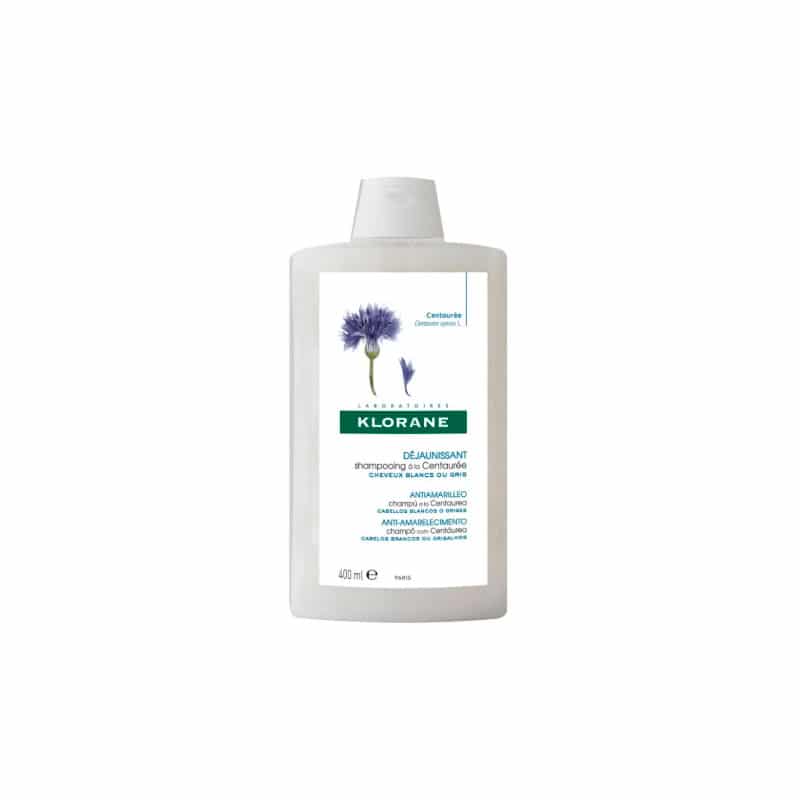 Centaurée
Centaurea cyanus L.
LABORATOIRES
KLORANE
DÉJAUNISSANT
shampooing à la Centaurée
CHEVEUX BLANCS OU GRIS
ANTIAMARILLEO
champú a la Centaurea
CABELLOS BLANCOS O GRISES
ANTI-AMARELECIMENTO
champô com Centáurea
CABELOS BRANCOS OU GRISALHOS
400 ml e
PARIS